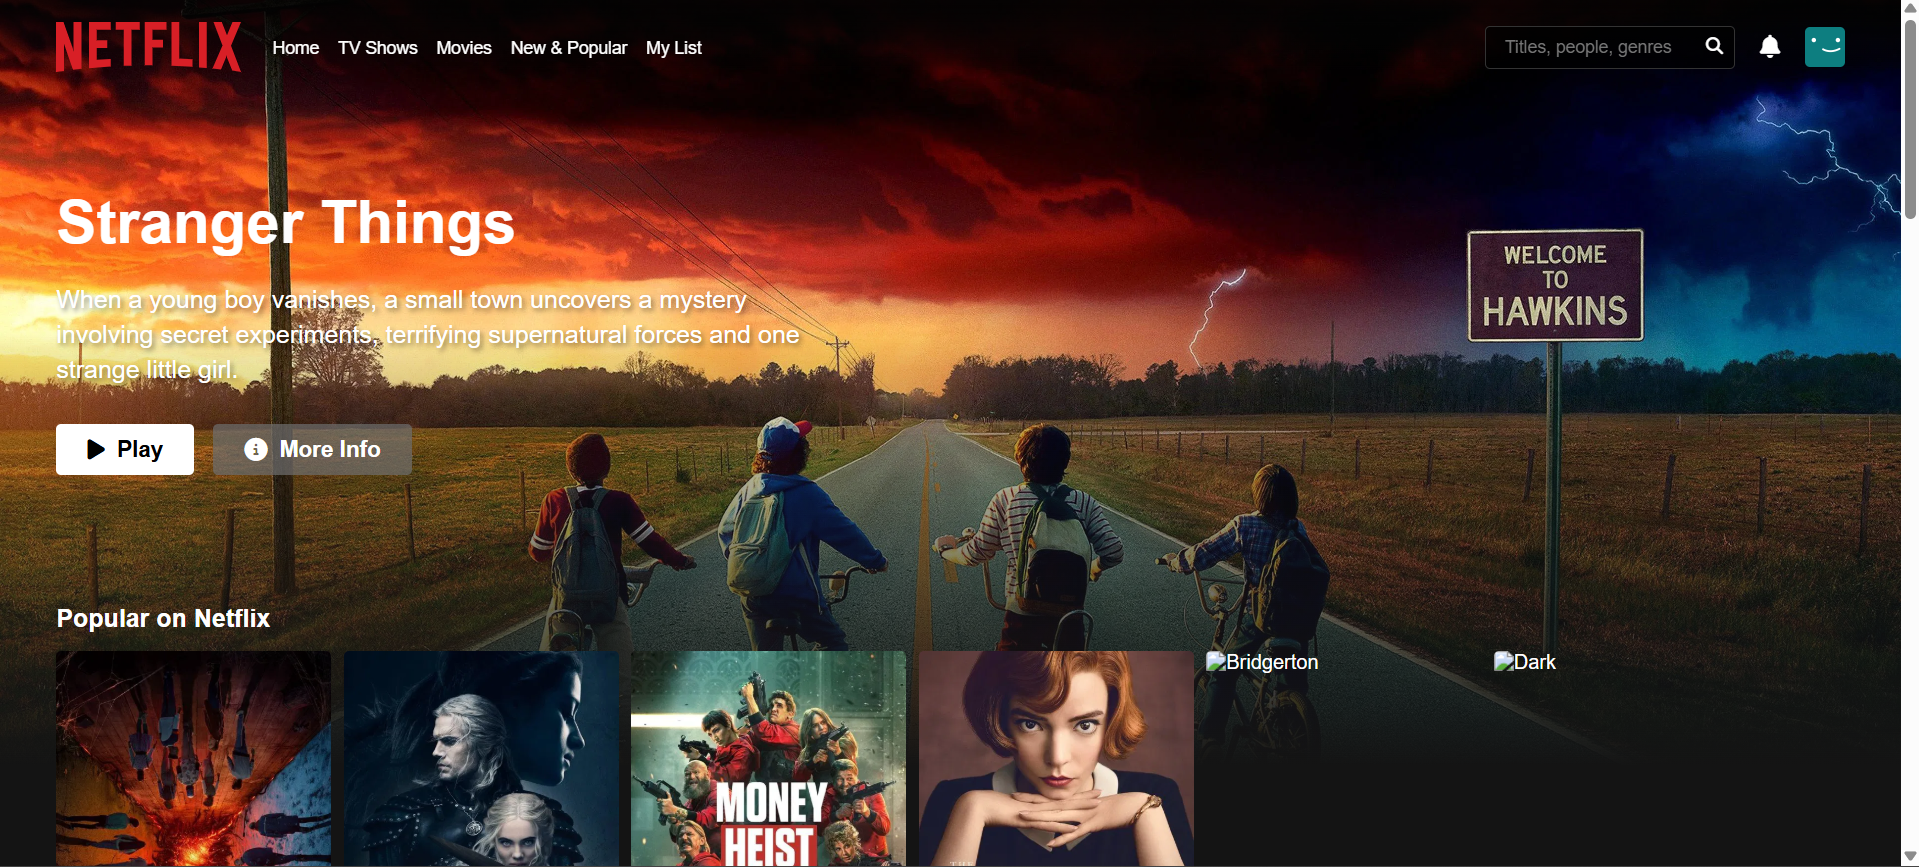 NETFLIX
Home
TV Shows
Movies
New & Popular
My List
Titles, people, genres
Stranger Things
When a young boy vanishes, a small town uncovers a mystery
involving secret experiments, terrifying supernatural forces and one
strange little girl.
Play
More Info
WELCOME
TO
HAWKINS
Popular on Netflix
Bridgerton
Dark
MONEY
HEIST